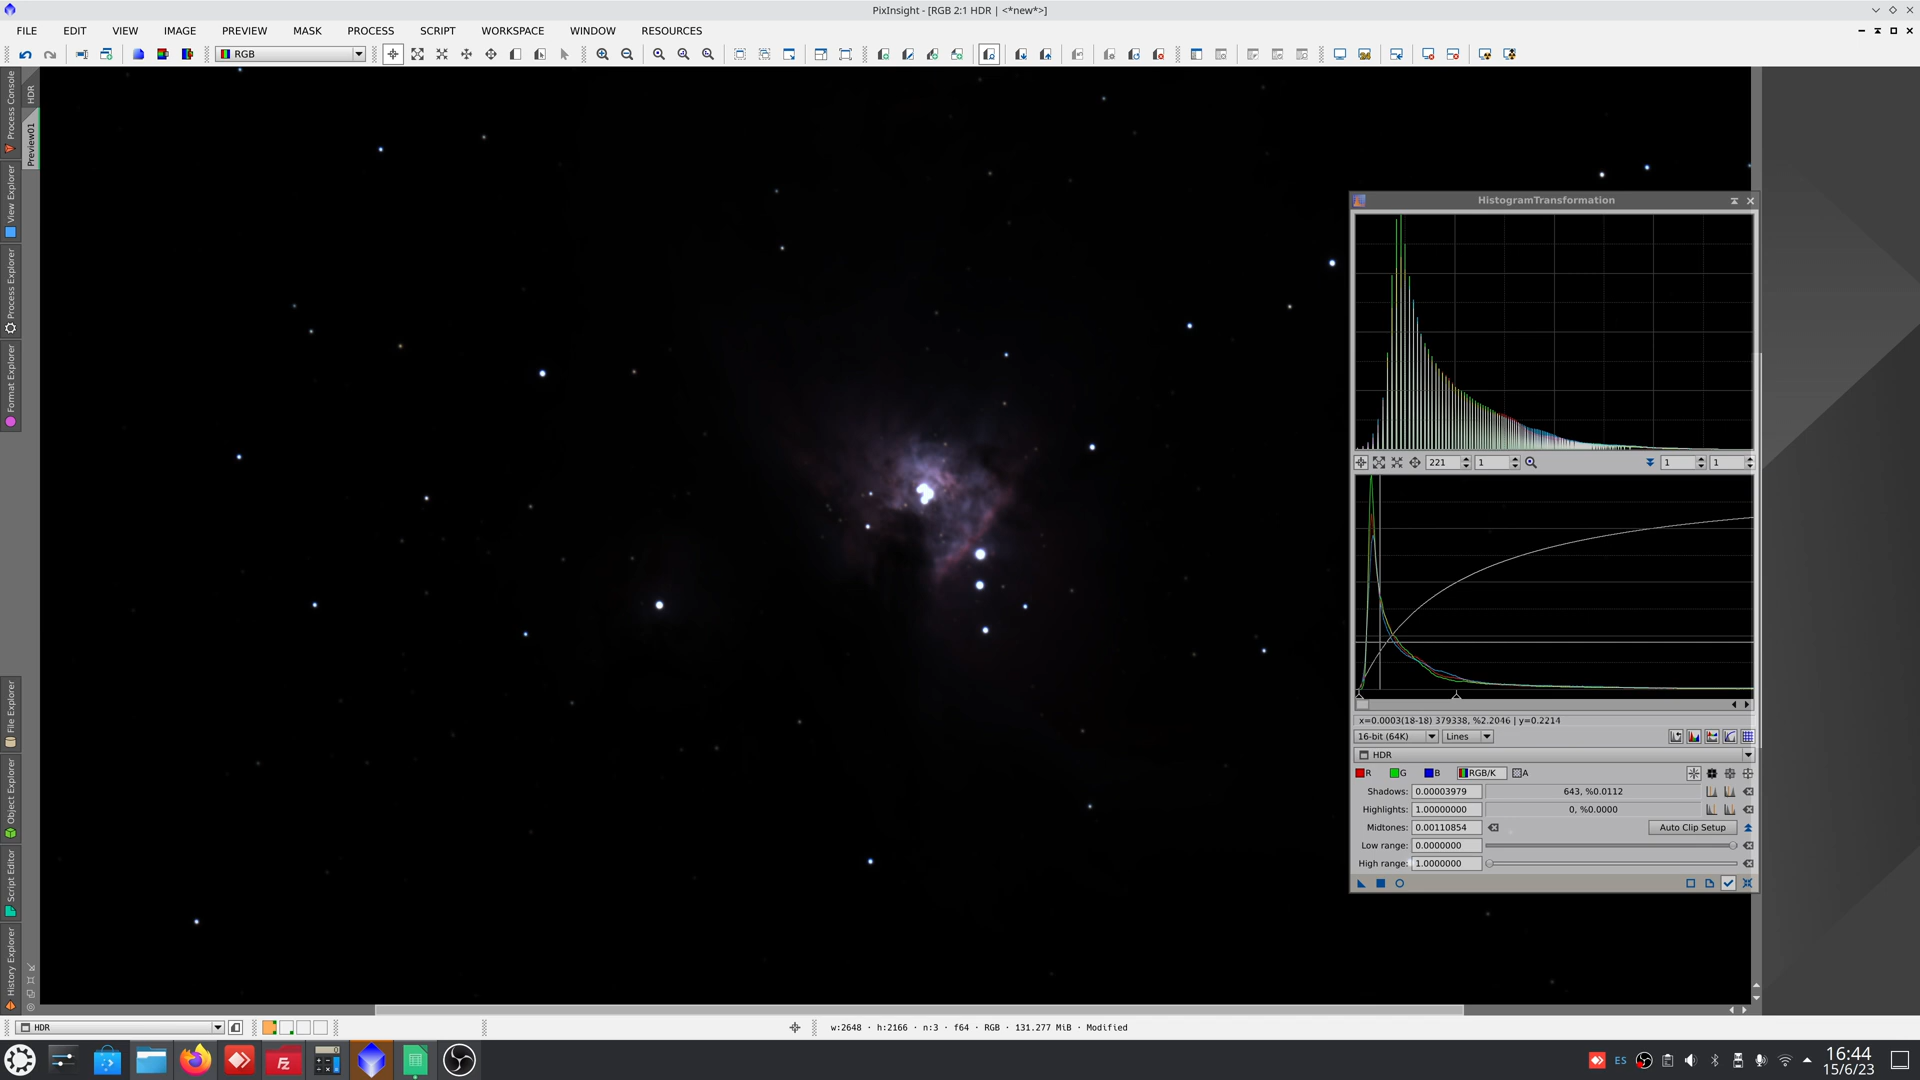 PixInsight - [RGB 2:1 HDR | <*new*>]
FILE EDIT VIEW IMAGE PREVIEW MASK PROCESS SCRIPT WORKSPACE WINDOW RESOURCES
RGB
Process Console
View Explorer
Process Explorer
Format Explorer
File Explorer
Object Explorer
Script Editor
History Explorer
HDR
Preview01
HistogramTransformation
221 1 1 1
x=0.0003(18-18) 379338, %2.2046 | y=0.2214
16-bit (64K) Lines
HDR
R G B RGB/K A
Shadows: 0.00003979 643, %0.0112
Highlights: 1.00000000 0, %0.0000
Midtones: 0.00110854 Auto Clip Setup
Low range: 0.0000000
High range: 1.0000000
HDR
w:2648 · h:2166 · n:3 · f64 · RGB · 131.277 MiB · Modified
Fz
ES
16:44
15/6/23